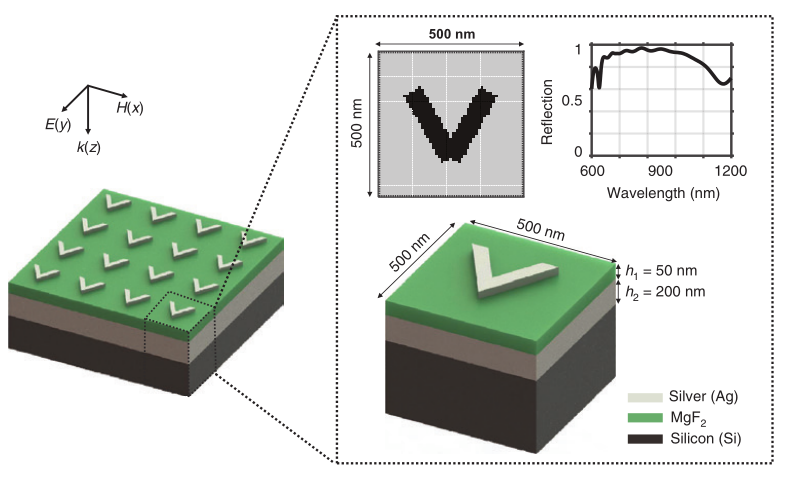 500 nm
500 nm
E(y)
H(x)
k(z)
1
0.5
0
Reflection
600
900
1200
Wavelength (nm)
500 nm
500 nm
h₁ = 50 nm
h₂ = 200 nm
Silver (Ag)
MgF₂
Silicon (Si)